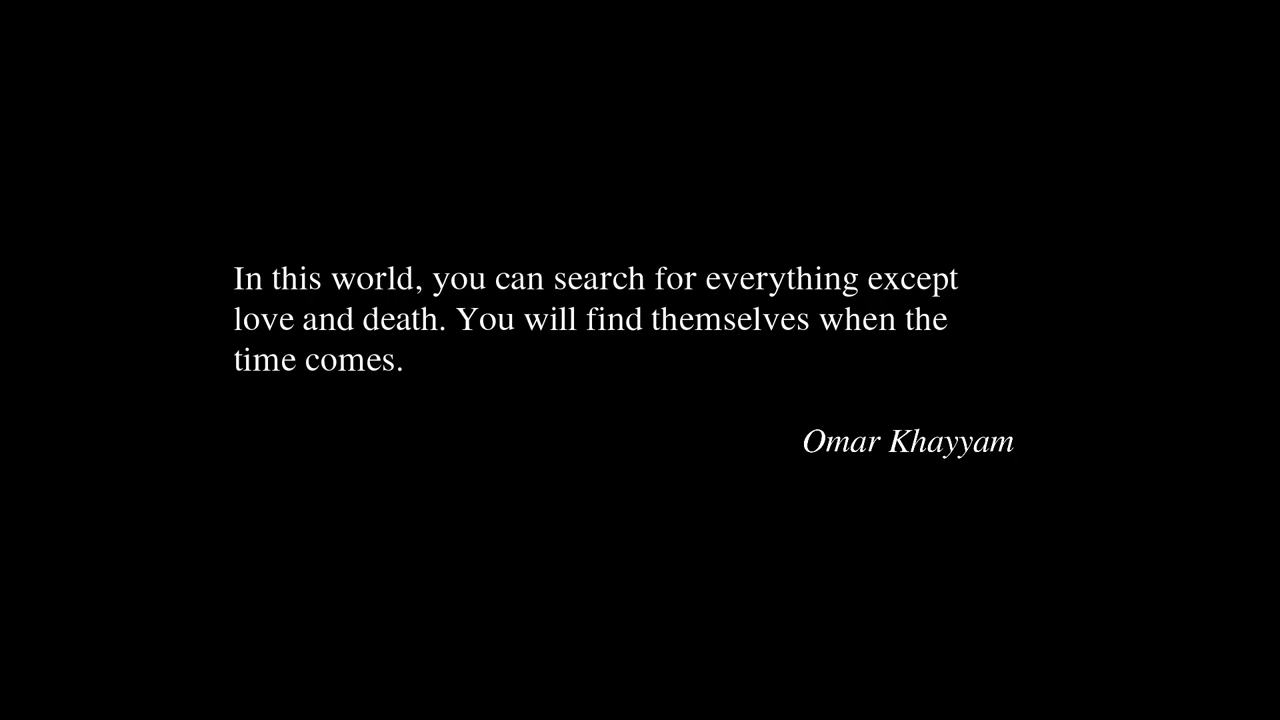 In this world, you can search for everything except
love and death. You will find themselves when the
time comes.
Omar Khayyam